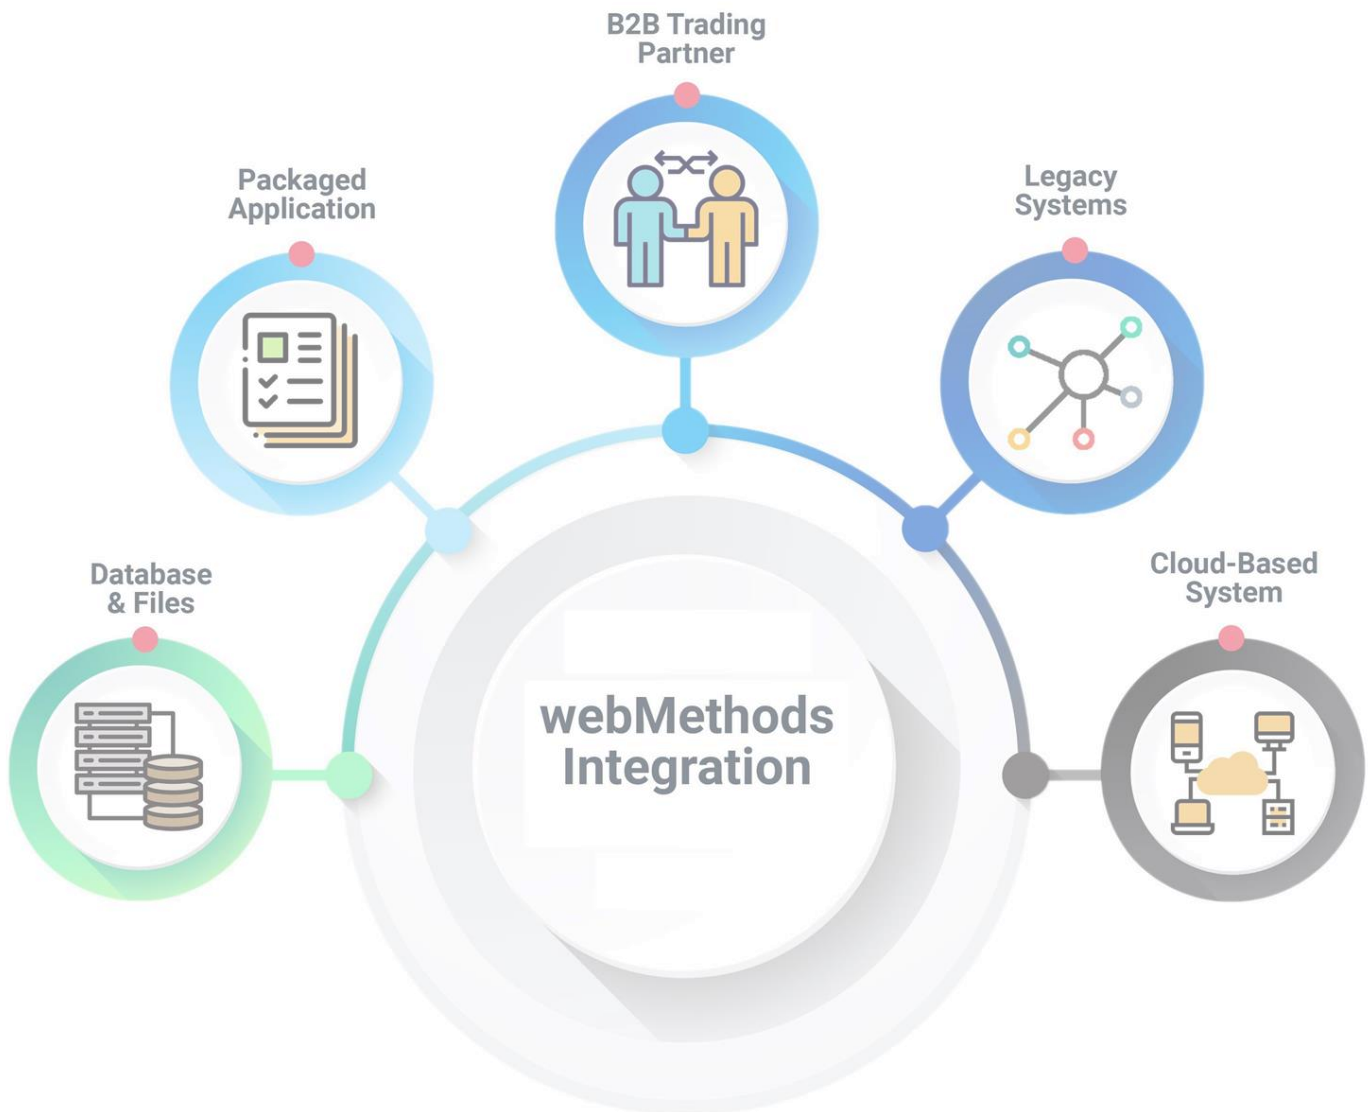 B2B Trading
Partner
Packaged
Application
Legacy
Systems
Database
& Files
Cloud-Based
System
webMethods
Integration